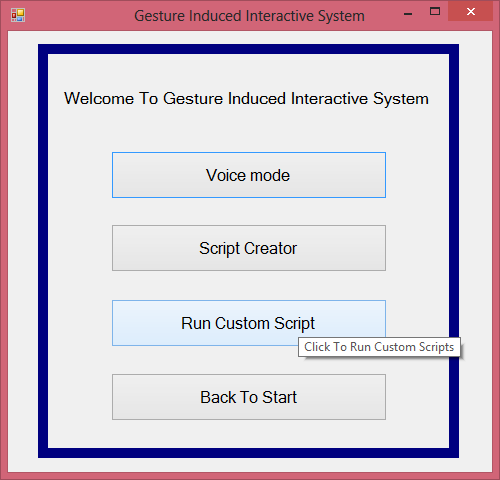 Gesture Induced Interactive System
Welcome To Gesture Induced Interactive System
Voice mode
Script Creator
Run Custom Script
Click To Run Custom Scripts
Back To Start